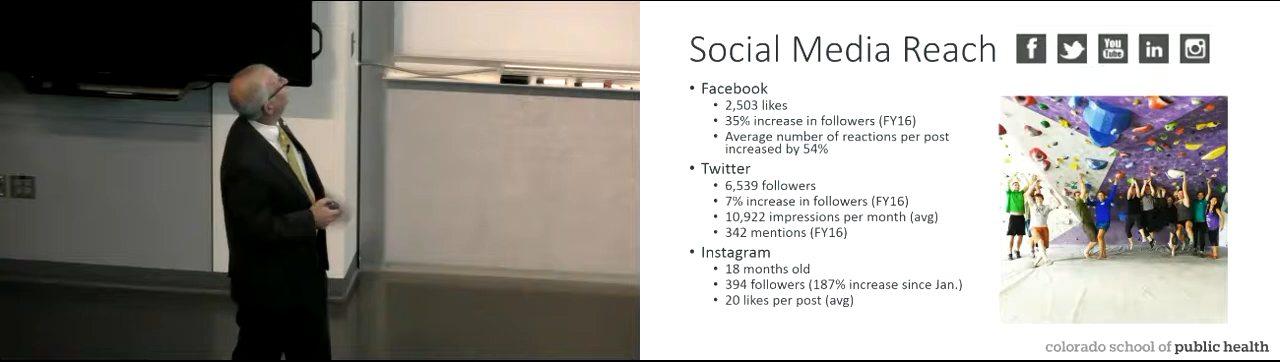 Social Media Reach
f
You
Tube
in
• Facebook
• 2,503 likes
• 35% increase in followers (FY16)
• Average number of reactions per post
increased by 54%
• Twitter
• 6,539 followers
• 7% increase in followers (FY16)
• 10,922 impressions per month (avg)
• 342 mentions (FY16)
• Instagram
• 18 months old
• 394 followers (187% increase since Jan.)
• 20 likes per post (avg)
colorado school of public health